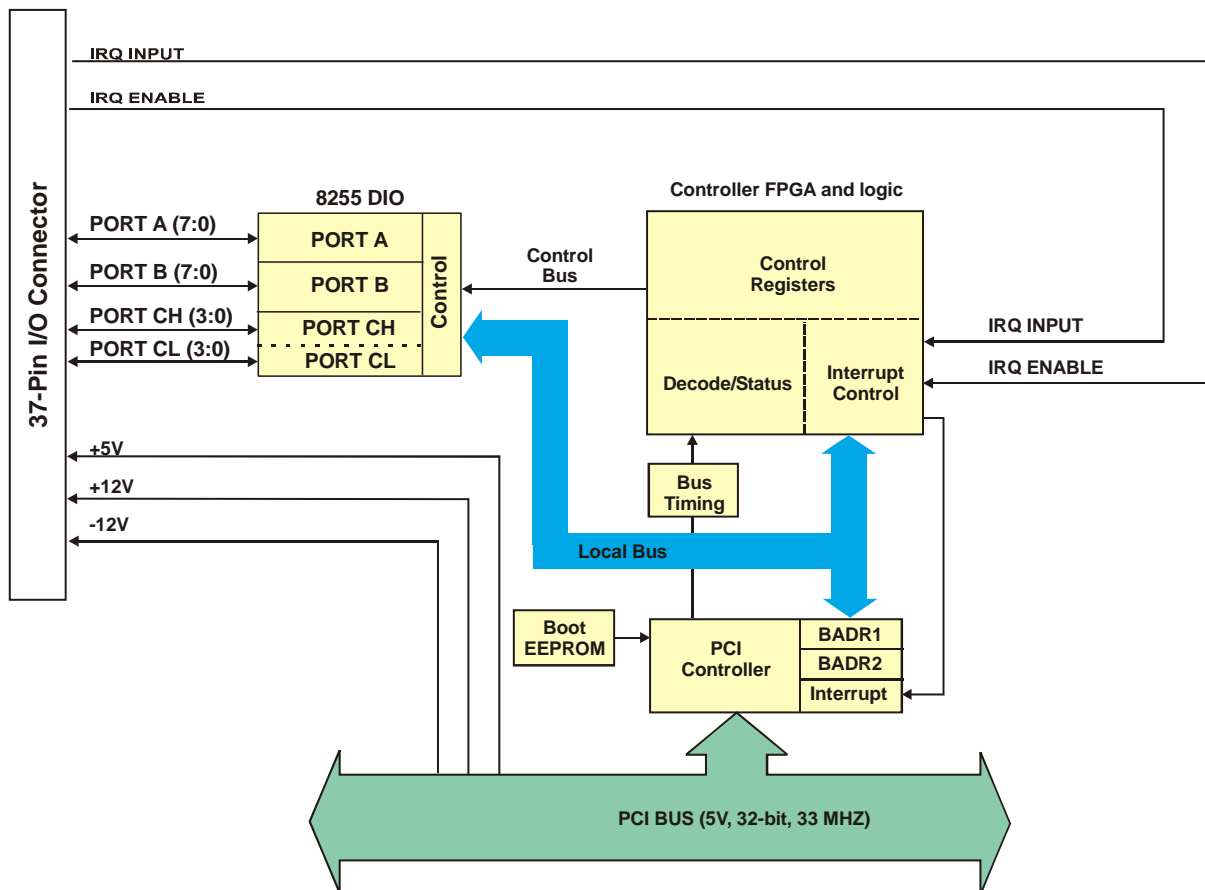 IRQ INPUT
IRQ ENABLE
37-Pin I/O Connector
8255 DIO
PORT A (7:0)
PORT B (7:0)
PORT CH (3:0)
PORT CL (3:0)
PORT A
PORT B
PORT CH
PORT CL
Control
Control
Bus
Controller FPGA and logic
Control
Registers
Decode/Status
Interrupt
Control
IRQ INPUT
IRQ ENABLE
+5V
+12V
-12V
Bus
Timing
Local Bus
Boot
EEPROM
PCI
Controller
BADR1
BADR2
Interrupt
PCI BUS (5V, 32-bit, 33 MHZ)